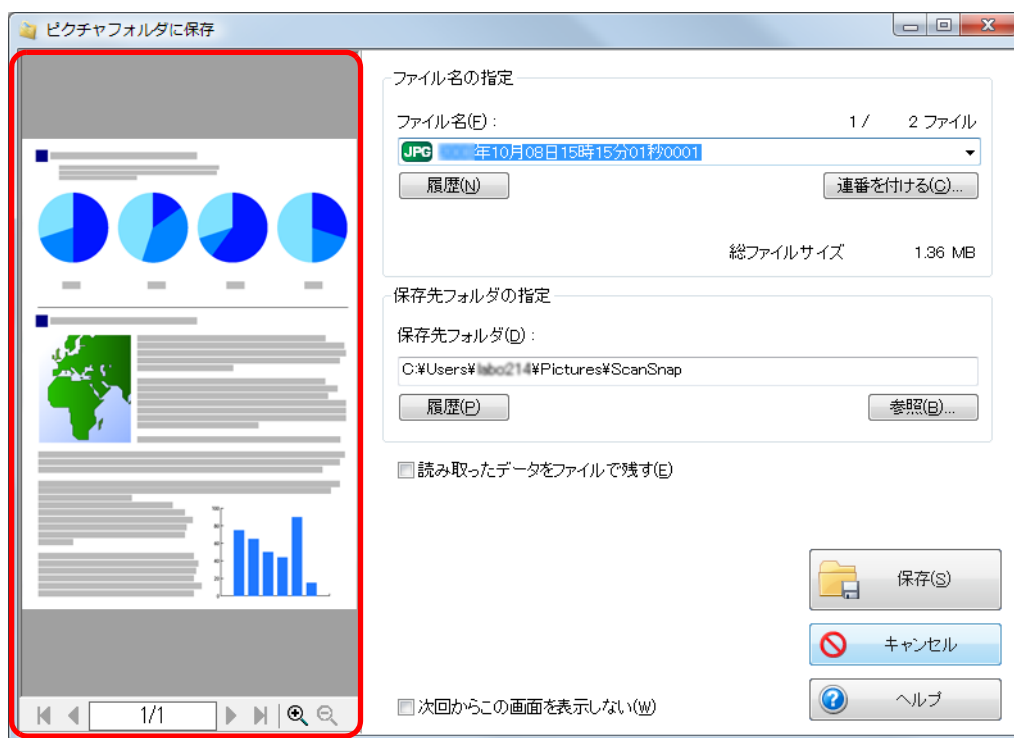 ピクチャフォルダに保存
ファイル名の指定
ファイル名(F)：
1 / 2 ファイル
JPG 年10月08日15時15分01秒0001
履歴(N)
連番を付ける(C)...
総ファイルサイズ 1.36 MB
保存先フォルダの指定
保存先フォルダ(D)：
C:¥Users¥ ¥Pictures¥ScanSnap
履歴(P)
参照(B)...
読み取ったデータをファイルで残す(E)
保存(S)
キャンセル
次回からこの画面を表示しない(W)
ヘルプ
100
80
60
40
20
0
1/1